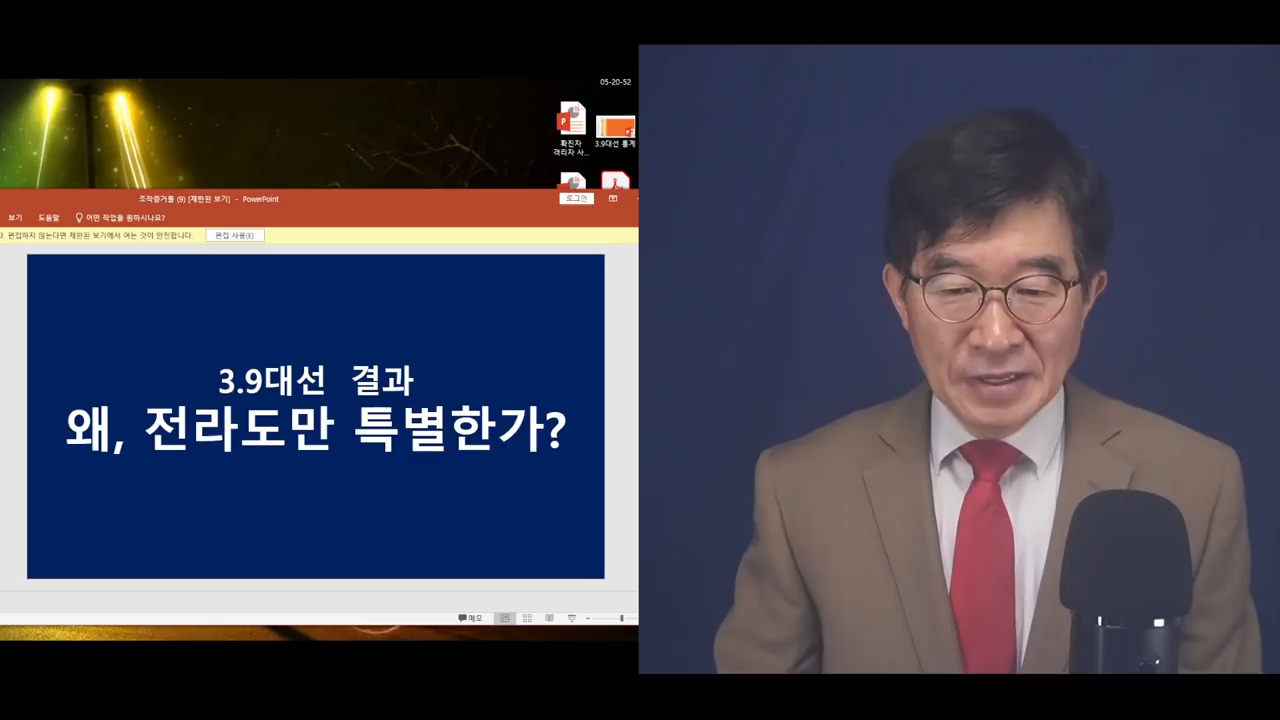 05-20-52
확진자
격리자 사...
3.9대선 통계
조작증거들 (9) [제한된 보기] - PowerPoint
로그인
보기 도움말 어떤 작업을 원하시나요?
편집하지 않는다면 제한된 보기에서 여는 것이 안전합니다. 편집 사용(E)
3.9대선 결과
왜, 전라도만 특별한가?
메모